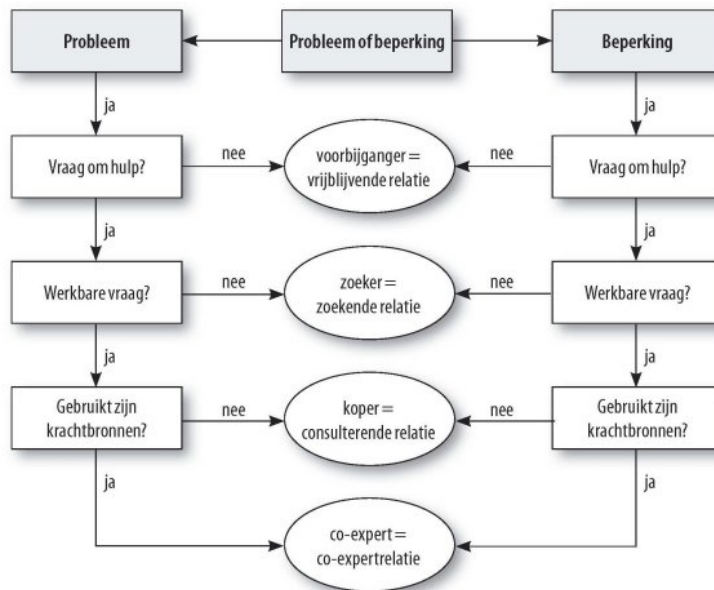 Probleem
Probleem of beperking
Beperking
ja
ja
Vraag om hulp?
nee
voorbijganger =
vrijblijvende relatie
nee
Vraag om hulp?
ja
ja
Werkbare vraag?
nee
zoeker =
zoekende relatie
nee
Werkbare vraag?
ja
ja
Gebruikt zijn
krachtbronnen?
nee
koper =
consulterende relatie
nee
Gebruikt zijn
krachtbronnen?
ja
ja
co-expert =
co-expertrelatie